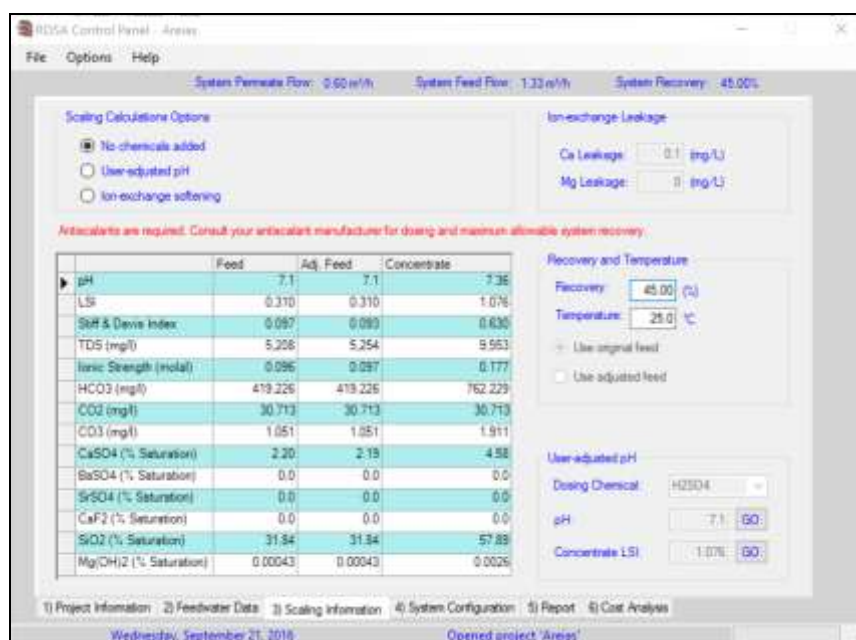 ROSA Control Panel - Areias
File Options Help
System Permeate Flow: 0.60 m³/h System Feed Flow: 1.33 m³/h System Recovery: 45.00%
Scaling Calculations Options
No chemicals added
User-adjusted pH
Ion-exchange softening
Ion-exchange Leakage
Ca Leakage: 0.1 (mg/L)
Mg Leakage: 0 (mg/L)
Antiscalants are required. Consult your antiscalant manufacturer for dosing and maximum allowable system recovery.
Feed Adj. Feed Concentrate
pH 7.1 7.1 7.36
LSI 0.310 0.310 1.076
Stiff & Davis Index 0.097 0.093 0.630
TDS (mg/l) 5,208 5,254 9,553
Ionic Strength (molal) 0.096 0.097 0.177
HCO3 (mg/l) 419.226 419.226 762.229
CO2 (mg/l) 30.713 30.713 30.713
CO3 (mg/l) 1.051 1.051 1.911
CaSO4 (% Saturation) 2.20 2.19 4.58
BaSO4 (% Saturation) 0.0 0.0 0.0
SrSO4 (% Saturation) 0.0 0.0 0.0
CaF2 (% Saturation) 0.0 0.0 0.0
SiO2 (% Saturation) 31.84 31.84 57.89
Mg(OH)2 (% Saturation) 0.00043 0.00043 0.0026
Recovery and Temperature
Recovery: 45.00 (%)
Temperature: 25.0 °C
Use original feed
Use adjusted feed
User-adjusted pH
Dosing Chemical: H2SO4
pH: 7.1 GO
Concentrate LSI: 1.076 GO
1) Project Information 2) Feedwater Data 3) Scaling Information 4) System Configuration 5) Report 6) Cost Analysis
Wednesday, September 21, 2016 Opened project 'Areias'